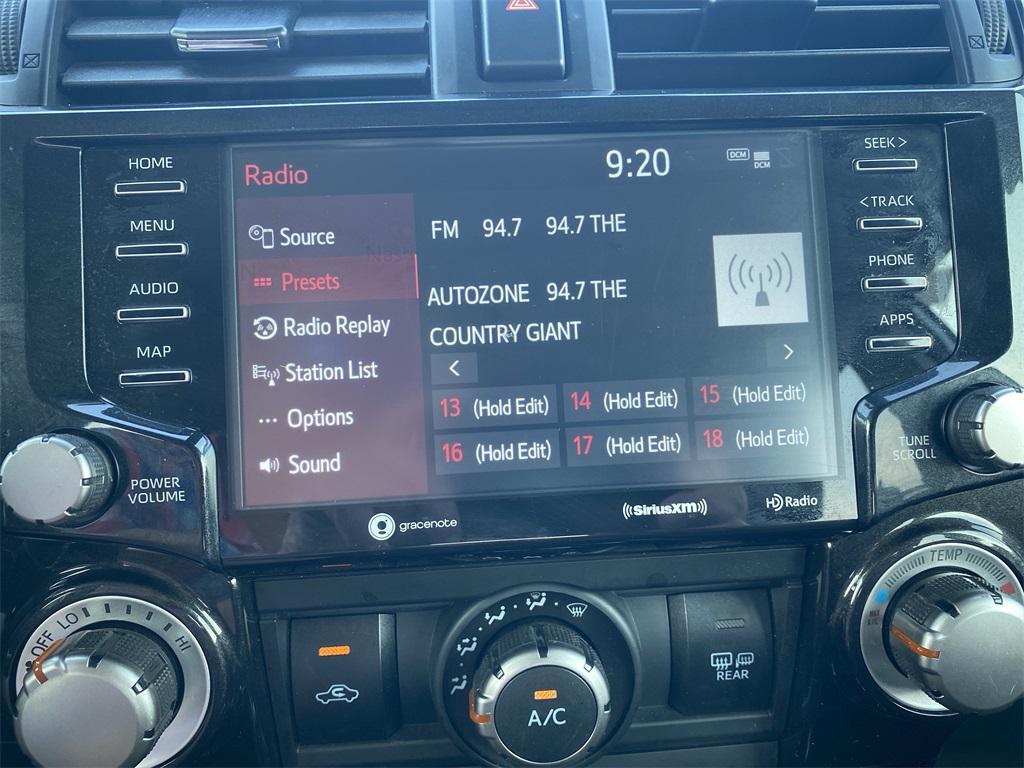 HOME
MENU
AUDIO
MAP
POWER
VOLUME
Radio
9:20
DCM
DCM
Source
Presets
Radio Replay
Station List
Options
Sound
FM 94.7 94.7 THE
AUTOZONE 94.7 THE
COUNTRY GIANT
<
>
13 (Hold Edit)
14 (Hold Edit)
15 (Hold Edit)
16 (Hold Edit)
17 (Hold Edit)
18 (Hold Edit)
gracenote
SiriusXM
HD Radio
SEEK >
< TRACK
PHONE
APPS
TUNE
SCROLL
OFF LO HI
A/C
REAR
TEMP
MAX
A/C